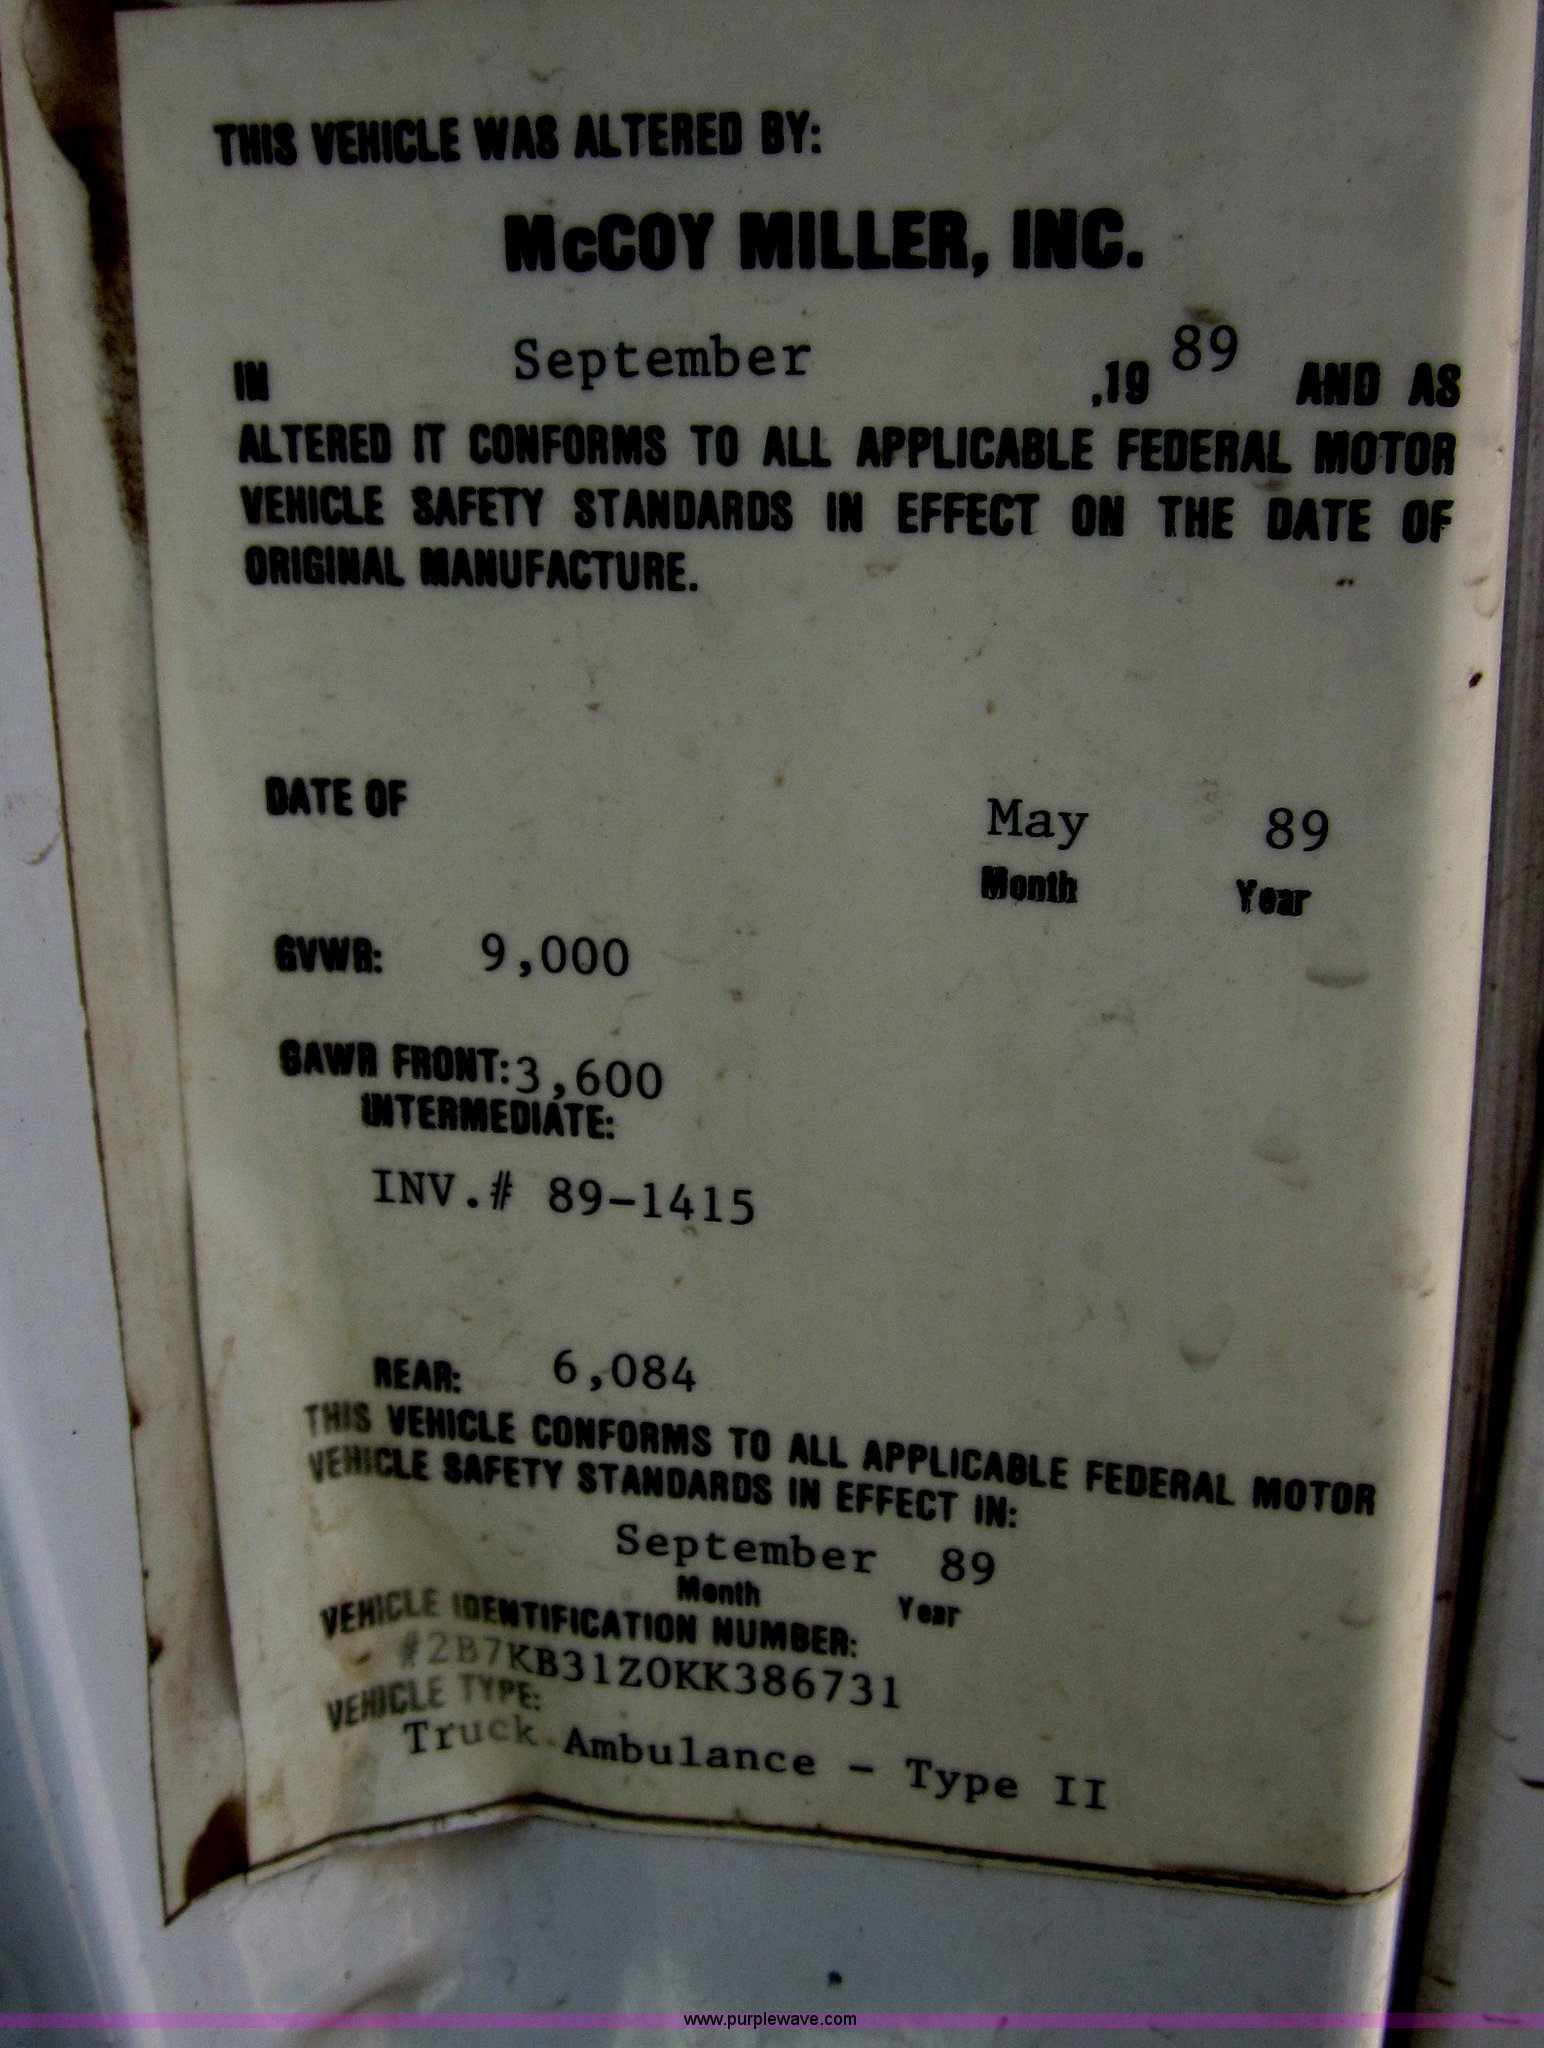 THIS VEHICLE WAS ALTERED BY:
McCOY MILLER, INC.
IN September ,19 89 AND AS
ALTERED IT CONFORMS TO ALL APPLICABLE FEDERAL MOTOR
VEHICLE SAFETY STANDARDS IN EFFECT ON THE DATE OF
ORIGINAL MANUFACTURE.
DATE OF May 89
Month Year
GVWR: 9,000
GAWR FRONT: 3,600
INTERMEDIATE:
INV.# 89-1415
REAR: 6,084
THIS VEHICLE CONFORMS TO ALL APPLICABLE FEDERAL MOTOR
VEHICLE SAFETY STANDARDS IN EFFECT IN:
September 89
Month Year
VEHICLE IDENTIFICATION NUMBER:
#2B7KB31Z0KK386731
VEHICLE TYPE:
Truck Ambulance - Type II
www.purplewave.com